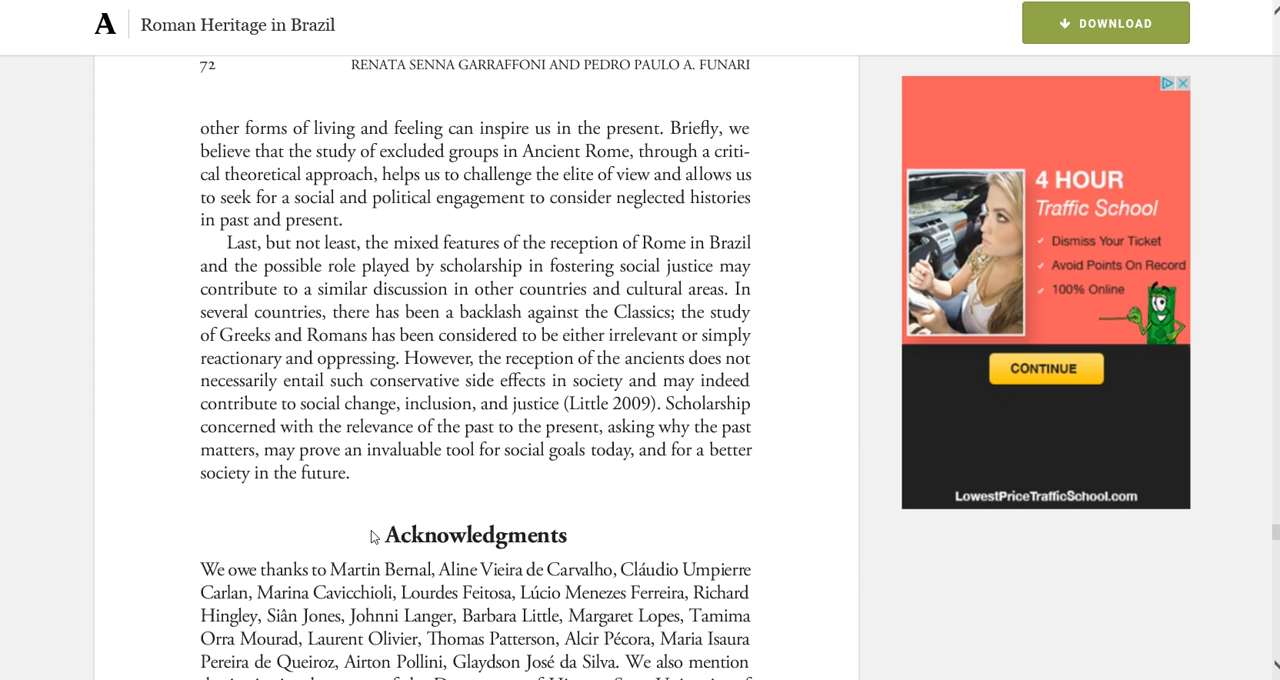 A
Roman Heritage in Brazil
DOWNLOAD
72
RENATA SENNA GARRAFFONI AND PEDRO PAULO A. FUNARI
other forms of living and feeling can inspire us in the present. Briefly, we
believe that the study of excluded groups in Ancient Rome, through a criti-
cal theoretical approach, helps us to challenge the elite of view and allows us
to seek for a social and political engagement to consider neglected histories
in past and present.
Last, but not least, the mixed features of the reception of Rome in Brazil
and the possible role played by scholarship in fostering social justice may
contribute to a similar discussion in other countries and cultural areas. In
several countries, there has been a backlash against the Classics; the study
of Greeks and Romans has been considered to be either irrelevant or simply
reactionary and oppressing. However, the reception of the ancients does not
necessarily entail such conservative side effects in society and may indeed
contribute to social change, inclusion, and justice (Little 2009). Scholarship
concerned with the relevance of the past to the present, asking why the past
matters, may prove an invaluable tool for social goals today, and for a better
society in the future.
Acknowledgments
We owe thanks to Martin Bernal, Aline Vieira de Carvalho, Cláudio Umpierre
Carlan, Marina Cavicchioli, Lourdes Feitosa, Lúcio Menezes Ferreira, Richard
Hingley, Siân Jones, Johnni Langer, Barbara Little, Margaret Lopes, Tamima
Orra Mourad, Laurent Olivier, Thomas Patterson, Alcir Pécora, Maria Isaura
Pereira de Queiroz, Airton Pollini, Glaydson José da Silva. We also mention
4 HOUR
Traffic School
Dismiss Your Ticket
Avoid Points On Record
100% Online
CONTINUE
LowestPriceTrafficSchool.com